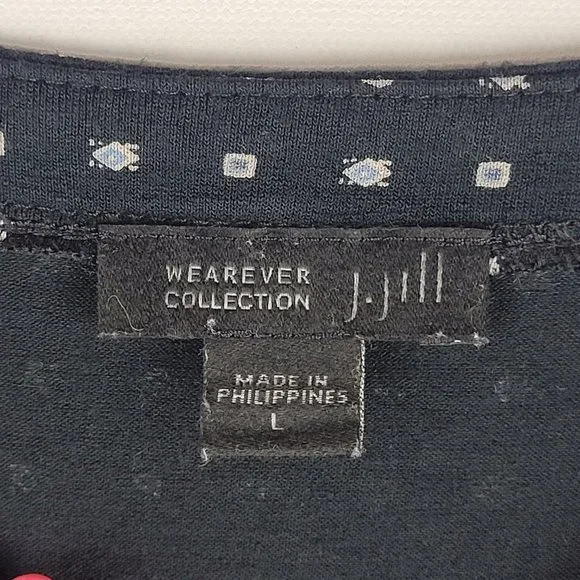 WEAREVER
COLLECTION
J.Jill
MADE IN
PHILIPPINES
L